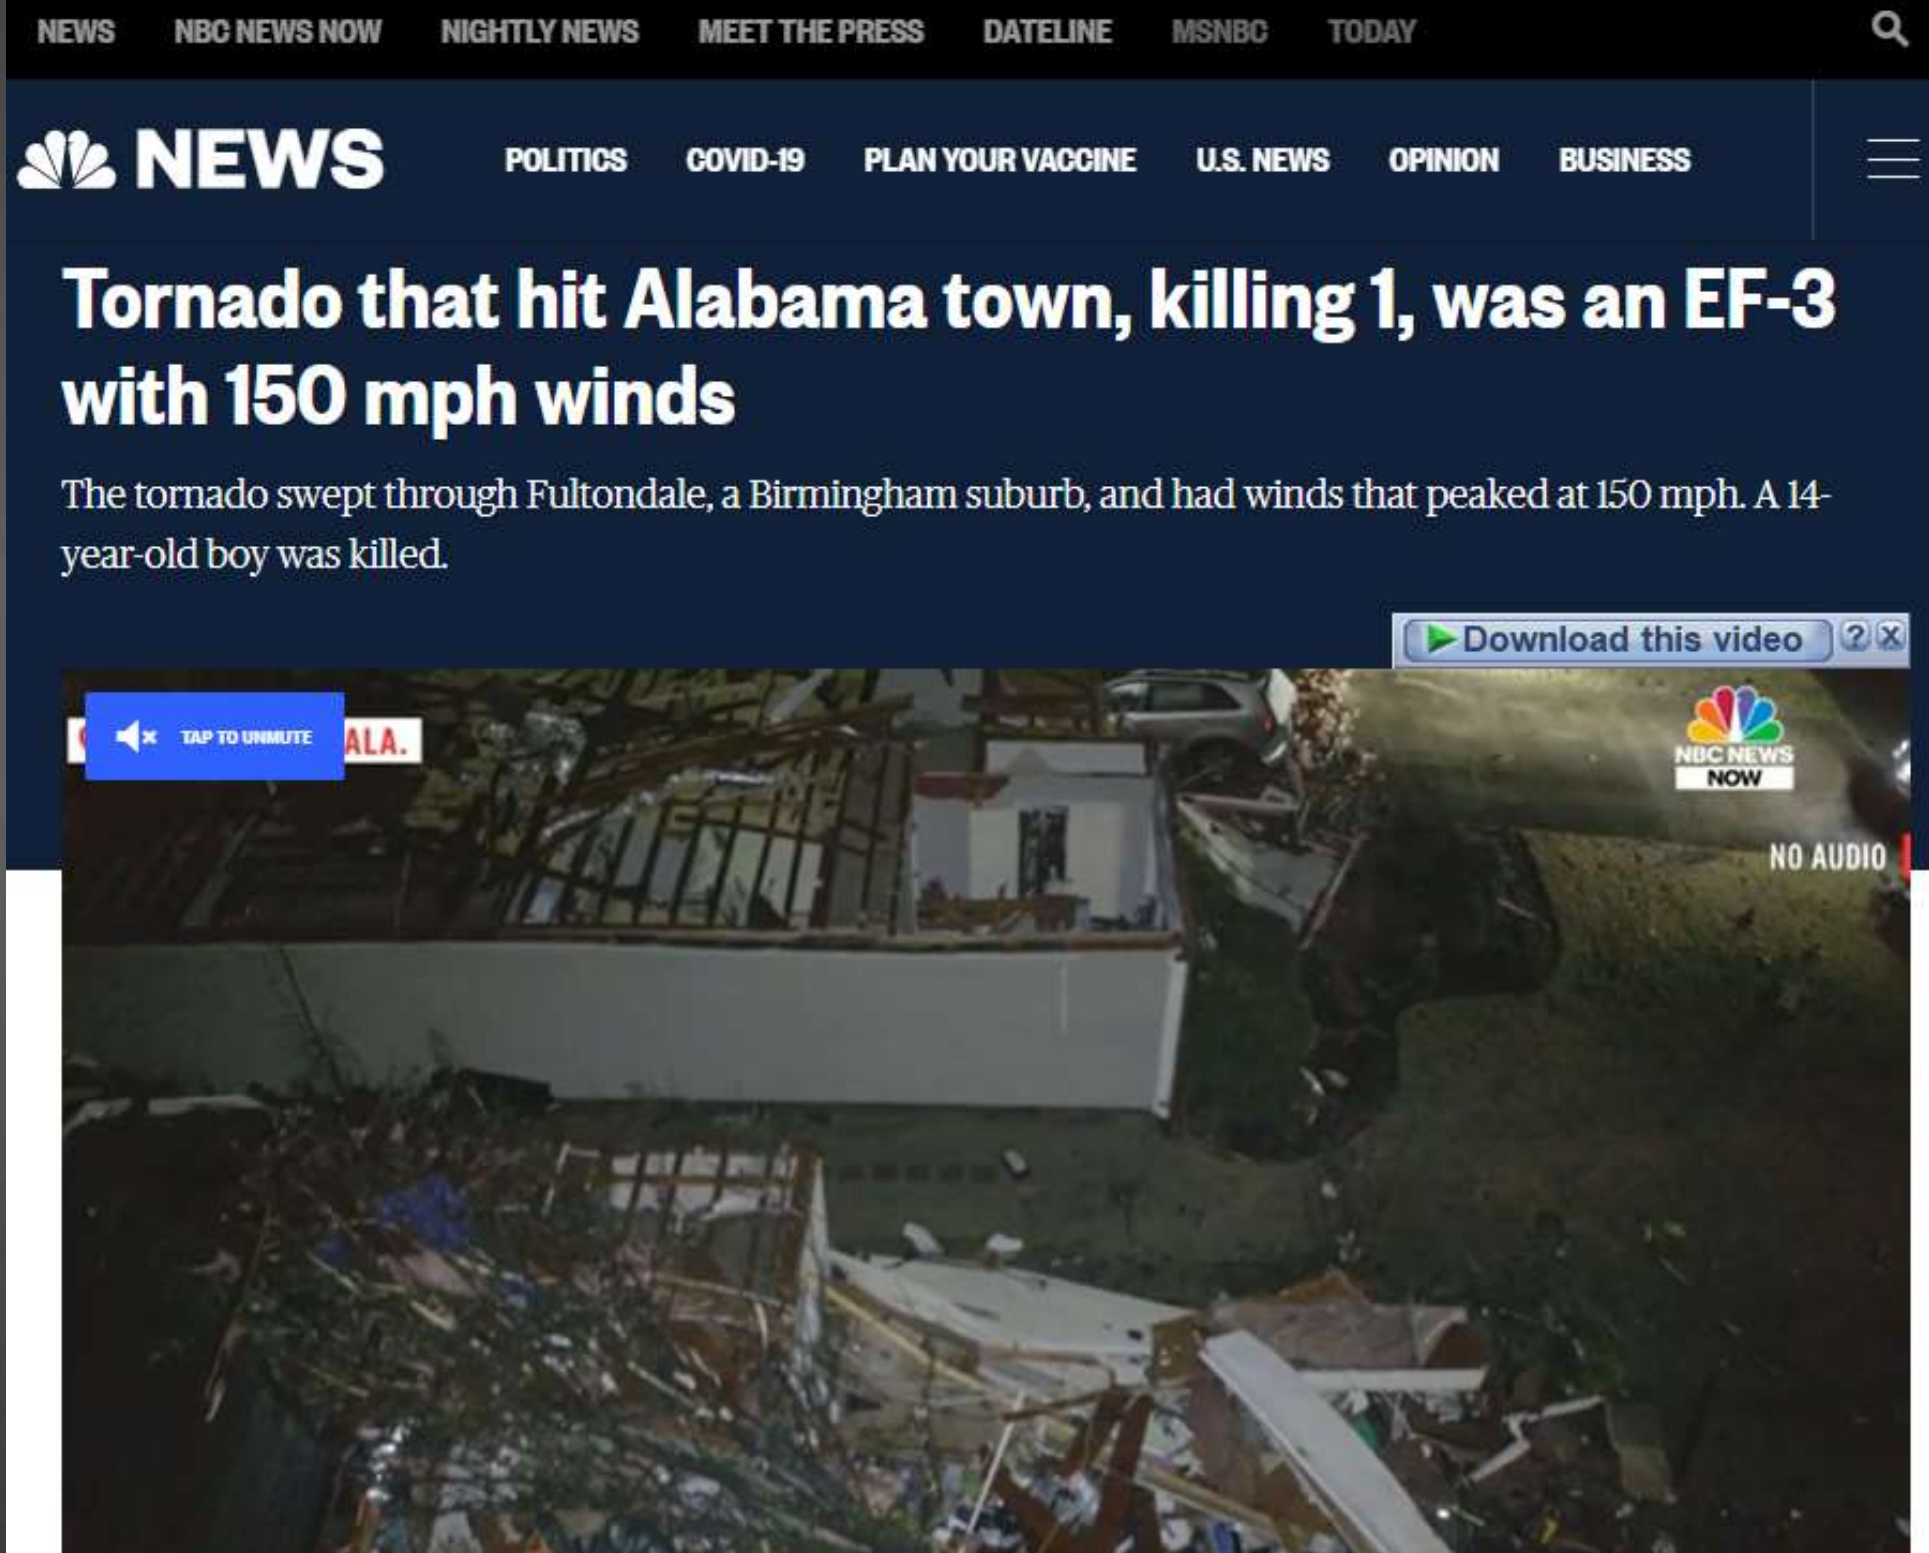 NEWS NBC NEWS NOW NIGHTLY NEWS MEET THE PRESS DATELINE MSNBC TODAY
NEWS POLITICS COVID-19 PLAN YOUR VACCINE U.S. NEWS OPINION BUSINESS
Tornado that hit Alabama town, killing 1, was an EF-3
with 150 mph winds
The tornado swept through Fultondale, a Birmingham suburb, and had winds that peaked at 150 mph. A 14-
year-old boy was killed.
Download this video ? X
TAP TO UNMUTE ALA.
NBC NEWS
NOW
NO AUDIO